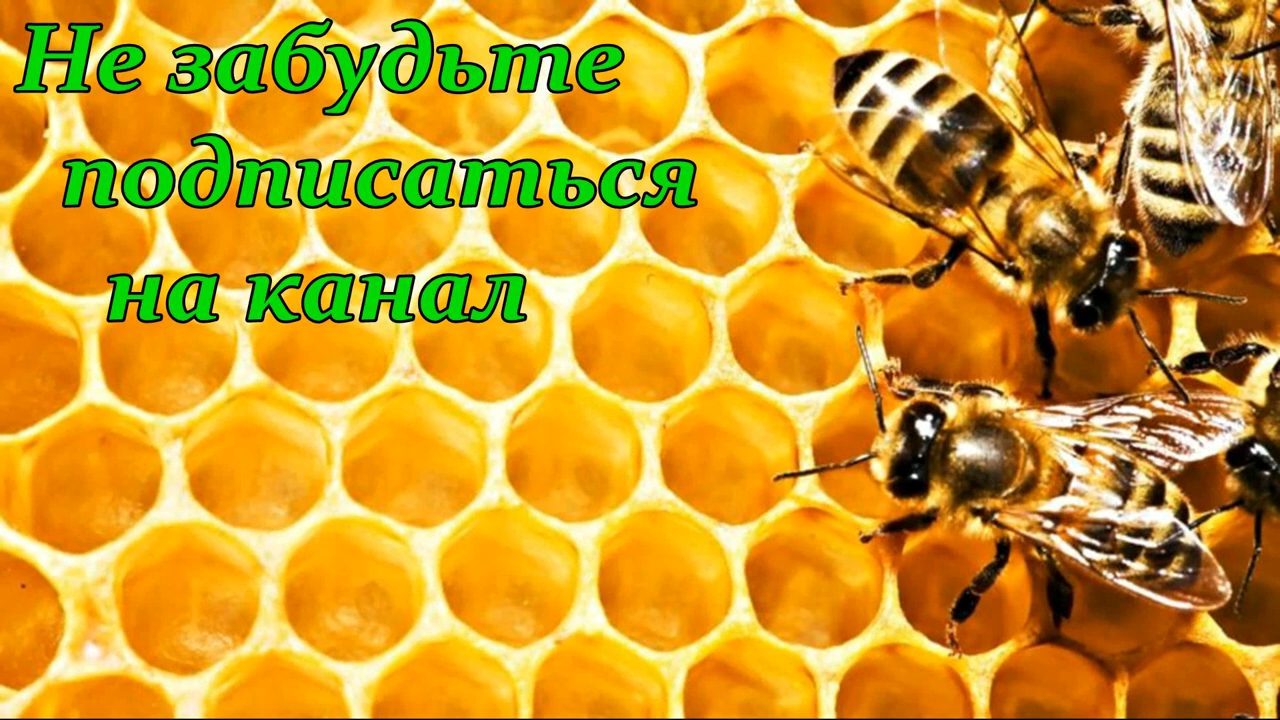 Не забудьте
подписаться
на канал